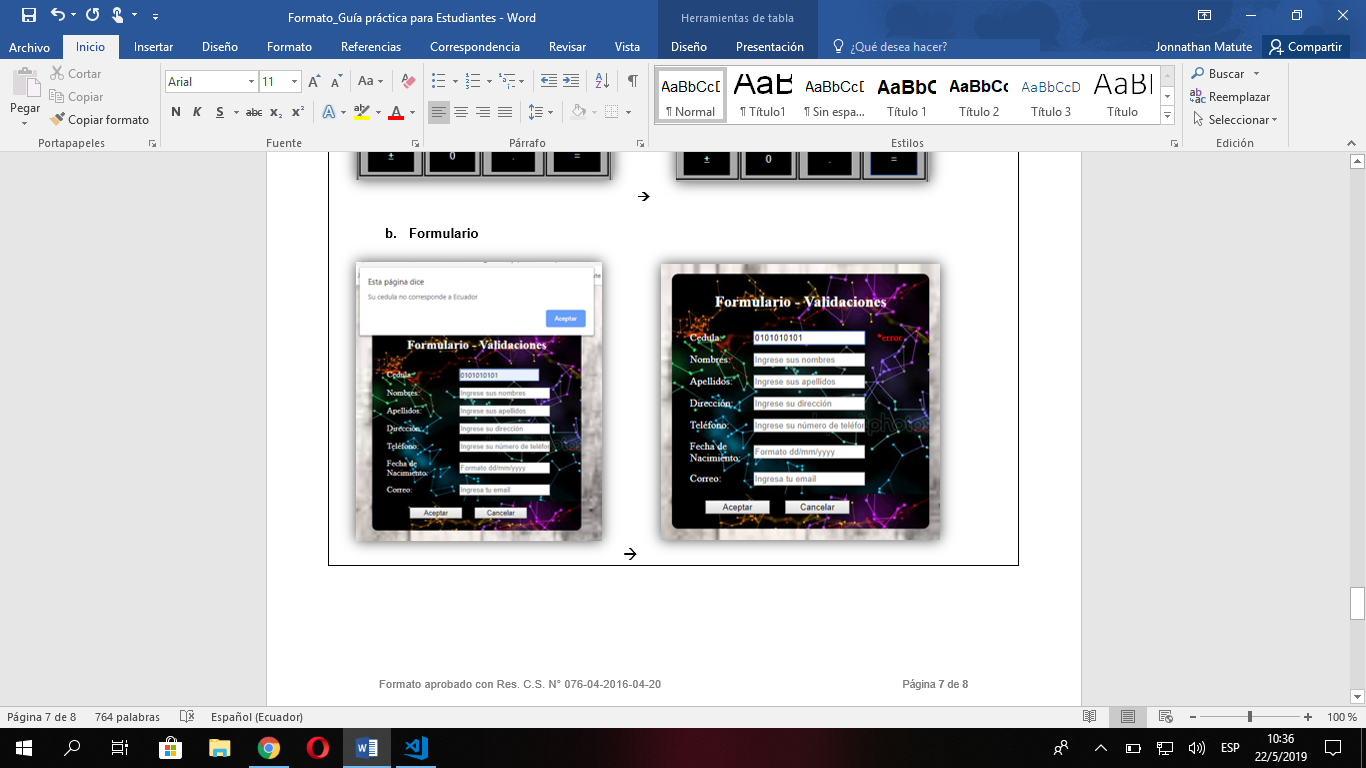 Formato_Guía práctica para Estudiantes - Word
Herramientas de tabla
Archivo Inicio Insertar Diseño Formato Referencias Correspondencia Revisar Vista Diseño Presentación ¿Qué desea hacer? Jonnathan Matute Compartir
Pegar
Cortar
Copiar
Copiar formato
Portapapeles
Arial 11
Fuente
Párrafo
AaBbCcD AaB AaBbCcD AaBbC AaBbCc AaBbCcD AaBl
¶ Normal ¶ Título1 ¶ Sin espa... Título 1 Título 2 Título 3 Título
Estilos
Buscar
Reemplazar
Seleccionar
Edición
± 0 . =
± 0 . =
b. Formulario
Esta página dice
Su cedula no corresponde a Ecuador
Aceptar
Formulario - Validaciones
Cedula: 0101010101
Nombres: Ingrese sus nombres
Apellidos: Ingrese sus apellidos
Dirección: Ingrese su dirección
Teléfono: Ingrese su número de teléfor
Fecha de
Nacimiento: Formato dd/mm/yyyy
Correo: Ingresa tu email
Aceptar Cancelar
Formulario - Validaciones
Cedula: 0101010101 *error
Nombres: Ingrese sus nombres
Apellidos: Ingrese sus apellidos
Dirección: Ingrese su dirección
Teléfono: Ingrese su número de teléfor
Fecha de
Nacimiento: Formato dd/mm/yyyy
Correo: Ingresa tu email
Aceptar Cancelar
Formato aprobado con Res. C.S. N° 076-04-2016-04-20 Página 7 de 8
Página 7 de 8 764 palabras Español (Ecuador) 100 %
ESP
10:36
22/5/2019